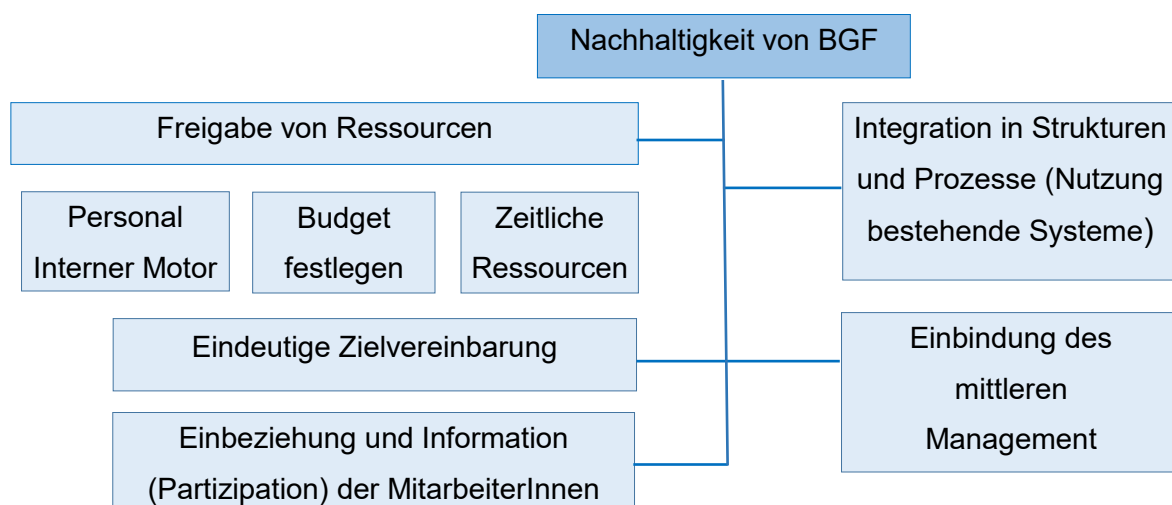 Nachhaltigkeit von BGF
Freigabe von Ressourcen
Integration in Strukturen
und Prozesse (Nutzung
bestehende Systeme)
Personal
Interner Motor
Budget
festlegen
Zeitliche
Ressourcen
Eindeutige Zielvereinbarung
Einbindung des
mittleren
Management
Einbeziehung und Information
(Partizipation) der MitarbeiterInnen